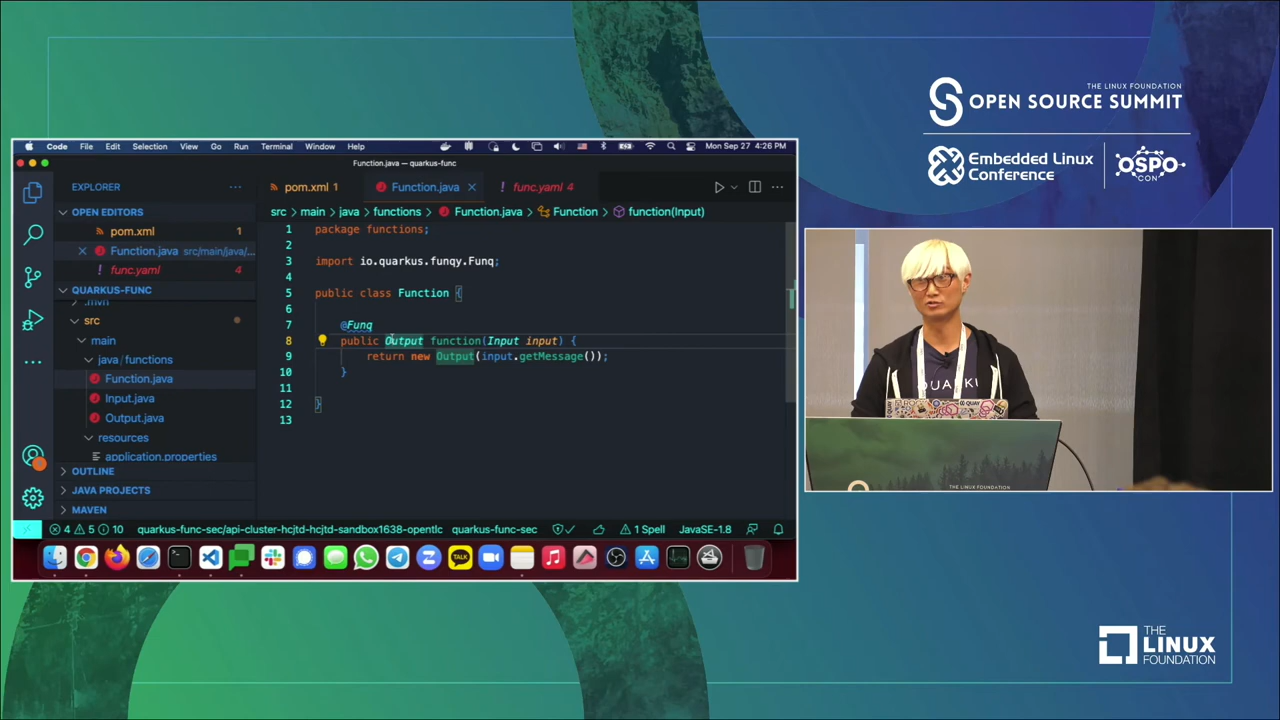 THE LINUX FOUNDATION
OPEN SOURCE SUMMIT
Embedded Linux
Conference
OSPO
CON
Code File Edit Selection View Go Run Terminal Window Help
Mon Sep 27 4:26 PM
Function.java — quarkus-func
EXPLORER
OPEN EDITORS
pom.xml 1
Function.java src/main/java/...
func.yaml 4
QUARKUS-FUNC
.mvn
src
main
java / functions
Function.java
Input.java
Output.java
resources
application.properties
OUTLINE
JAVA PROJECTS
MAVEN
pom.xml 1
Function.java
func.yaml 4
src > main > java > functions > Function.java > Function > function(Input)
1 package functions;
2
3 import io.quarkus.funqy.Funq;
4
5 public class Function {
6
7 @Funq
8 public Output function(Input input) {
9 return new Output(input.getMessage());
10 }
11
12 }
13
4 5 10 quarkus-func-sec/api-cluster-hcjtd-hcjtd-sandbox1638-opentlc quarkus-func-sec 1 Spell JavaSE-1.8
TALK
QUARKU
QUAY
THE LINUX
FOUNDATION
THE
LINUX
FOUNDATION